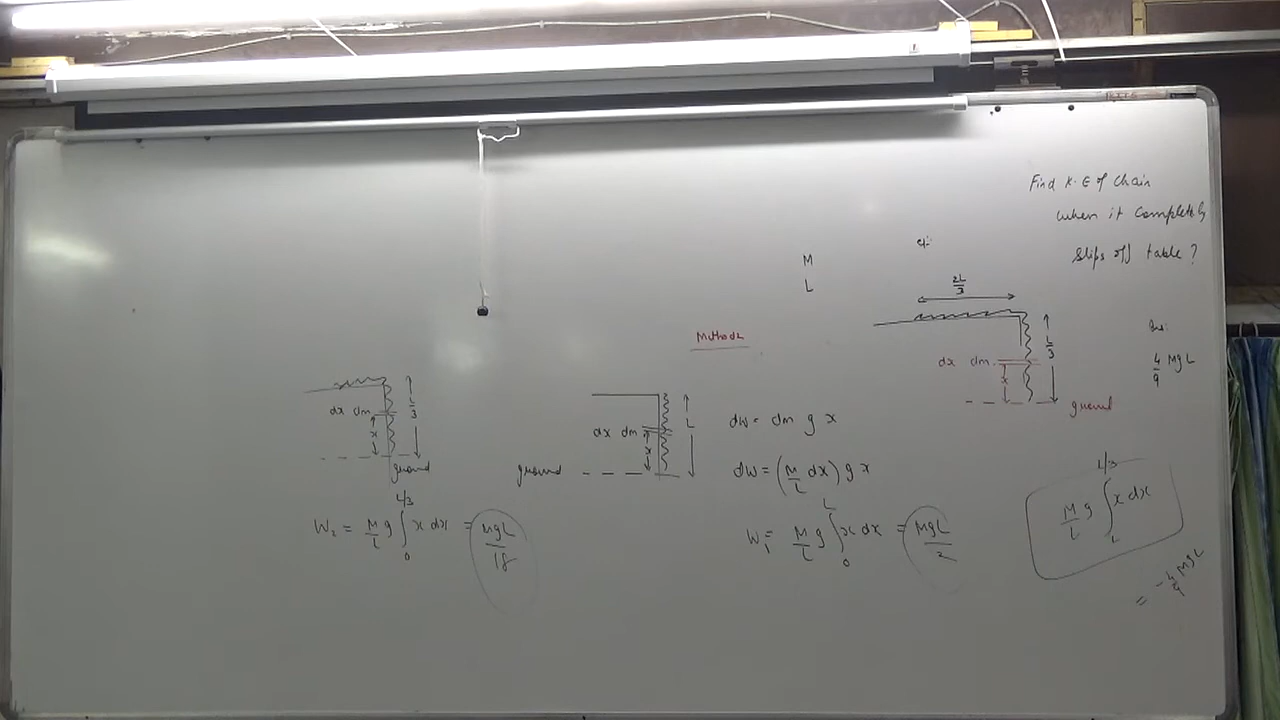 Find K.E of Chain
when it completely
slips off table?
M
L
2L/3
L/3
Ans:
4/9 MgL
dx dm
x
ground
Method 2
dx dm
x
L/3
ground
W₂ = M/L g ∫₀^L/3 x dx = MgL/18
dx dm
x
L
ground
dW = dm g x
dW = (M/L dx) g x
W₁ = M/L g ∫₀^L x dx = MgL/2
M/L g ∫_L^L/3 x dx
= -4/9 MgL